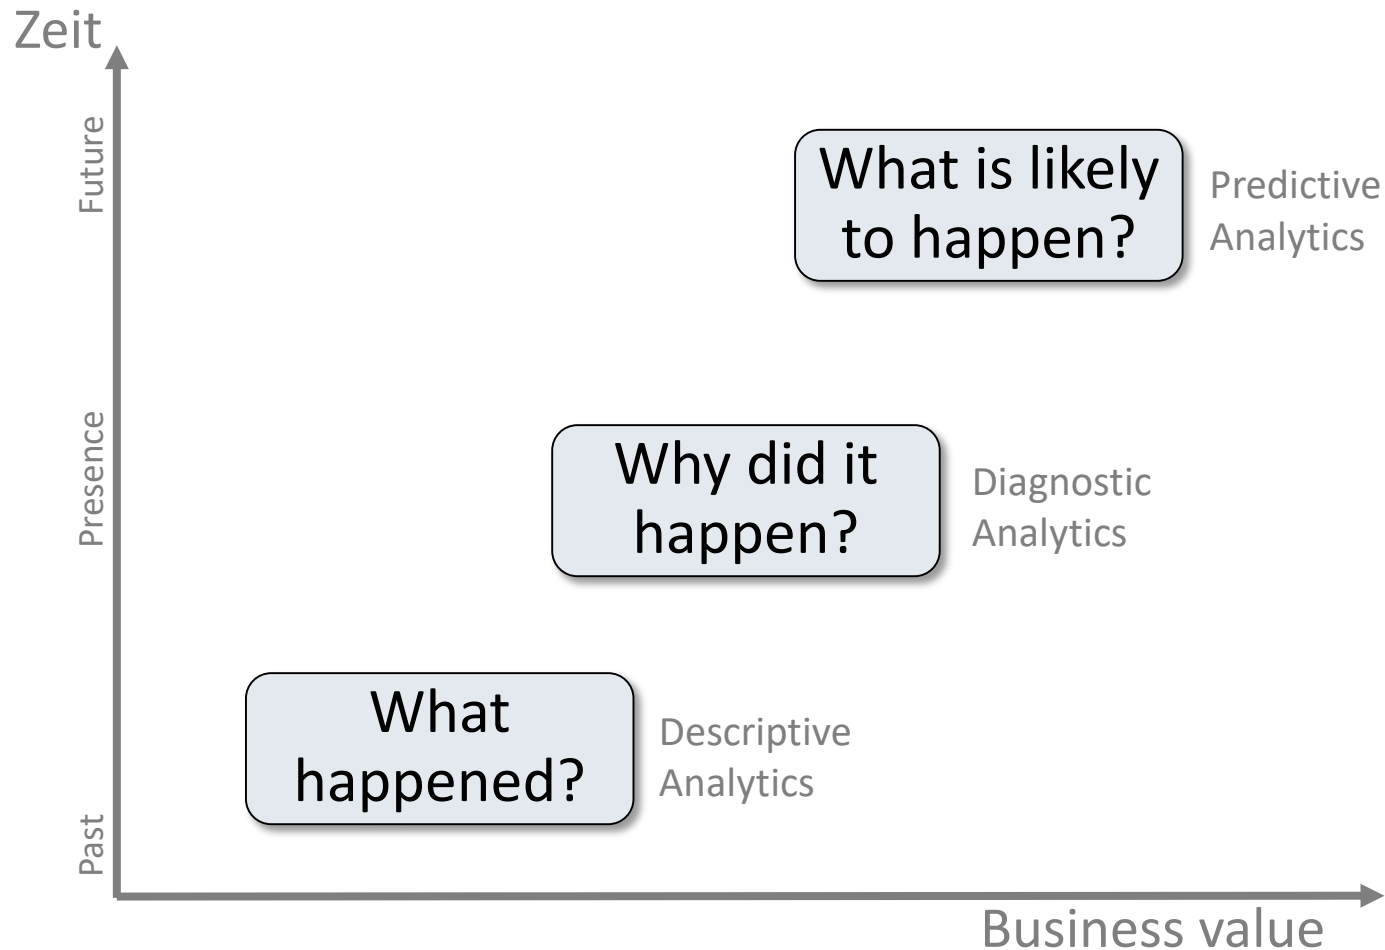 Zeit
Future
What is likely
to happen?
Predictive
Analytics
Presence
Why did it
happen?
Diagnostic
Analytics
What
happened?
Descriptive
Analytics
Past
Business value